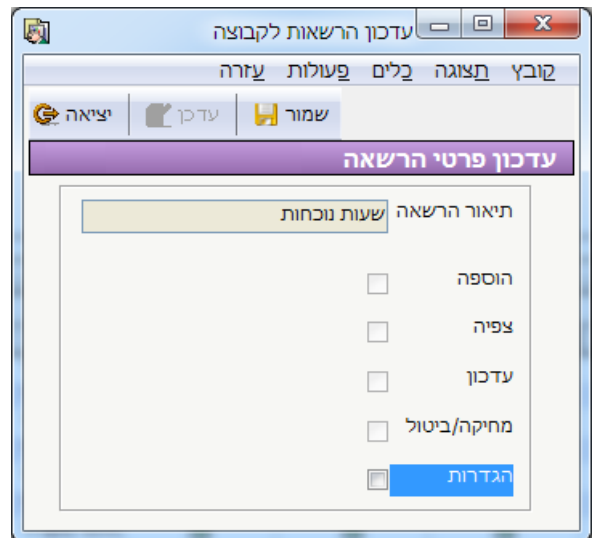 עדכון הרשאות לקבוצה
קובץ תצוגה כלים פעולות עזרה
שמור עדכן יציאה
עדכון פרטי הרשאה
תיאור הרשאה שעות נוכחות
הוספה
צפיה
עדכון
מחיקה/ביטול
הגדרות